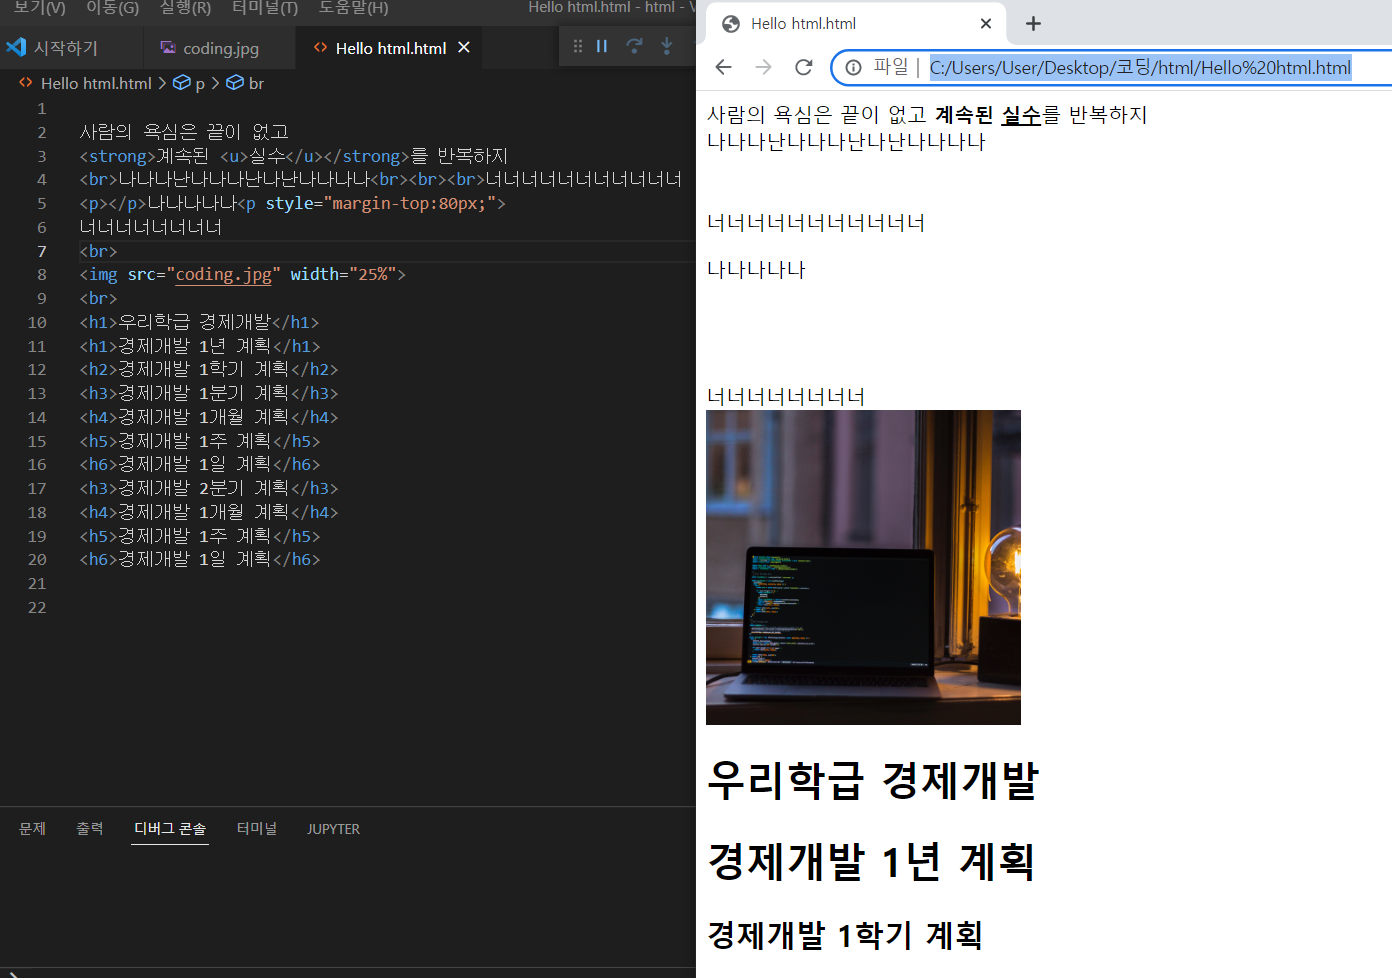 보기(V) 이동(G) 실행(R) 터미널(T) 도움말(H) Hello html.html - html - V
시작하기 coding.jpg Hello html.html
Hello html.html > p > br
1
2 사람의 욕심은 끝이 없고
3 <strong>계속된 <u>실수</u></strong>를 반복하지
4 <br>나나나난나나나난나난나나나나<br><br><br>너너너너너너너너너너너
5 <p></p>나나나나나<p style="margin-top:80px;">
6 너너너너너너너너
7 <br>
8 <img src="coding.jpg" width="25%">
9 <br>
10 <h1>우리학급 경제개발</h1>
11 <h1>경제개발 1년 계획</h1>
12 <h2>경제개발 1학기 계획</h2>
13 <h3>경제개발 1분기 계획</h3>
14 <h4>경제개발 1개월 계획</h4>
15 <h5>경제개발 1주 계획</h5>
16 <h6>경제개발 1일 계획</h6>
17 <h3>경제개발 2분기 계획</h3>
18 <h4>경제개발 1개월 계획</h4>
19 <h5>경제개발 1주 계획</h5>
20 <h6>경제개발 1일 계획</h6>
21
22
문제 출력 디버그 콘솔 터미널 JUPYTER
Hello html.html
파일 | C:/Users/User/Desktop/코딩/html/Hello%20html.html
사람의 욕심은 끝이 없고 계속된 실수를 반복하지
나나나난나나나난나난나나나나
너너너너너너너너너너너
나나나나나
너너너너너너너너
우리학급 경제개발
경제개발 1년 계획
경제개발 1학기 계획